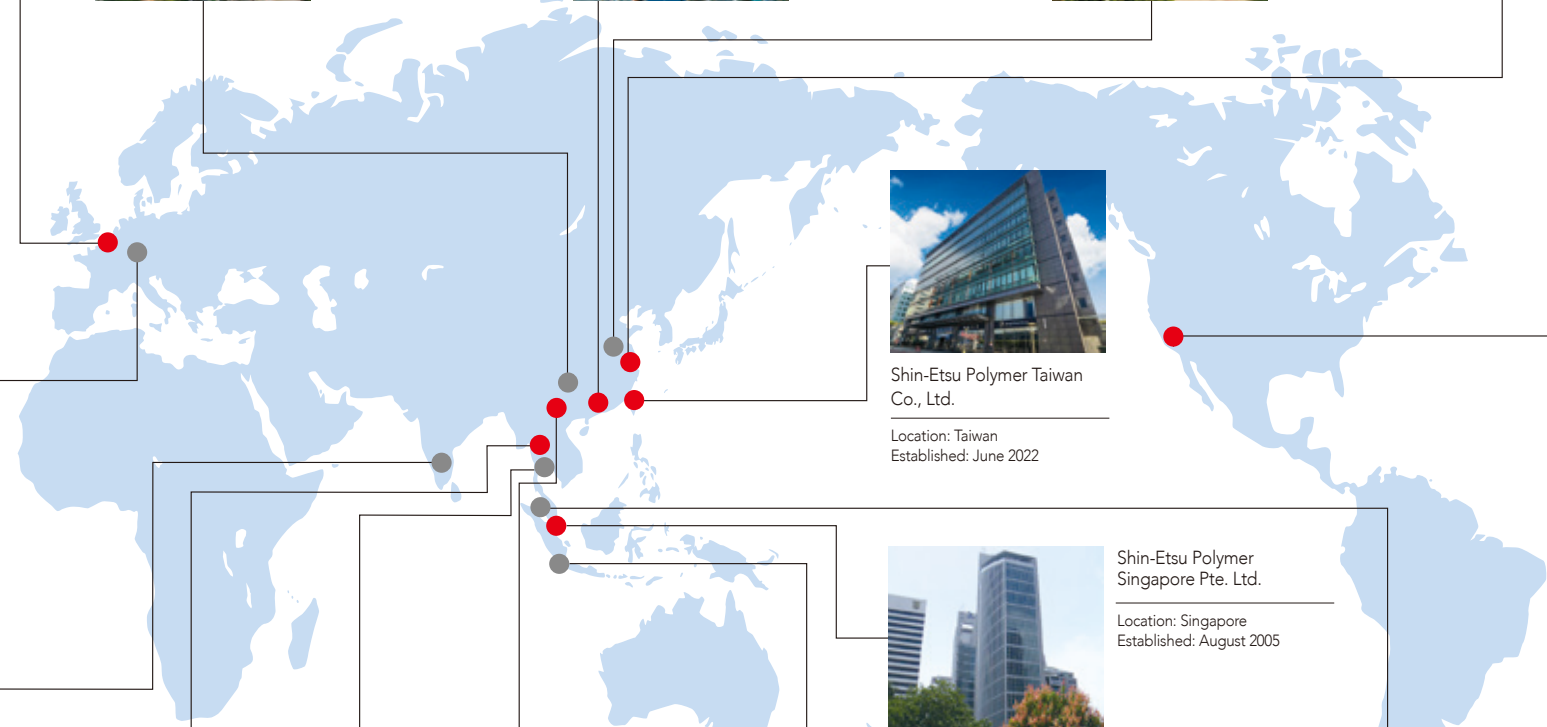 Shin-Etsu Polymer Taiwan
Co., Ltd.
Location: Taiwan
Established: June 2022
Shin-Etsu Polymer
Singapore Pte. Ltd.
Location: Singapore
Established: August 2005